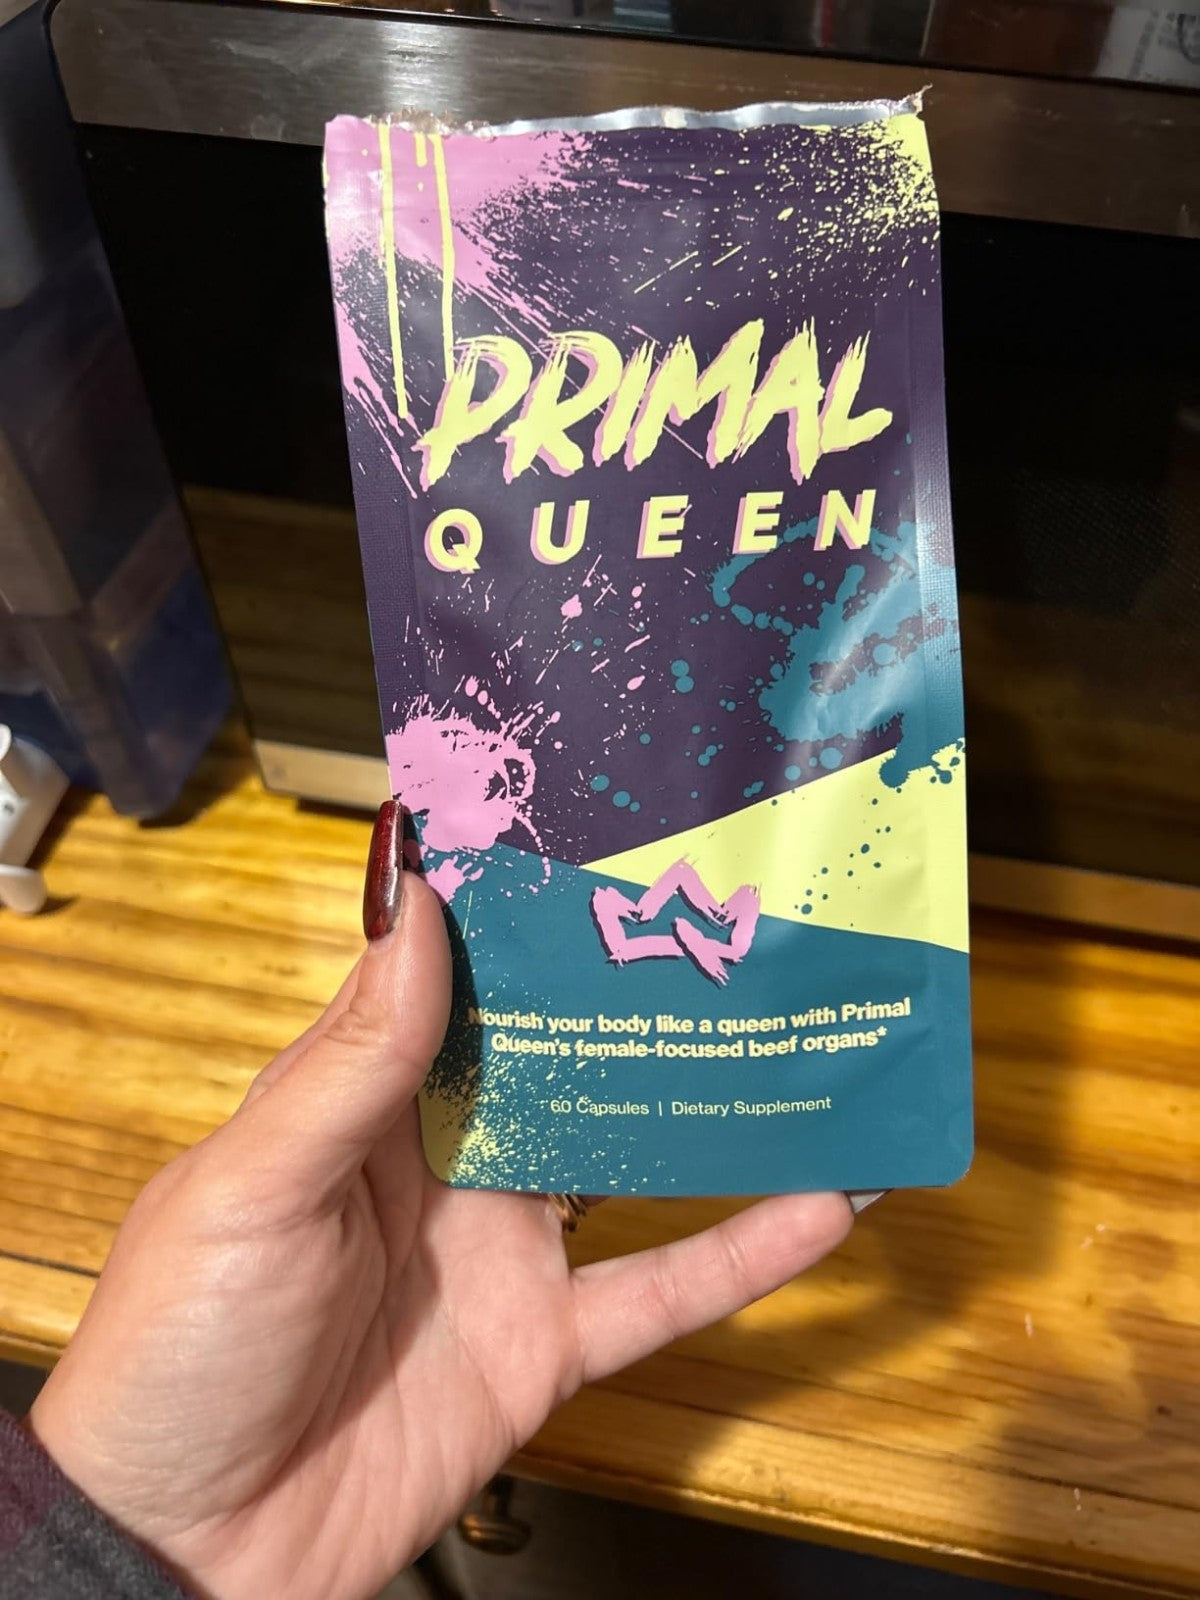 PRIMAL
QUEEN
Nourish your body like a queen with Primal
Queen's female-focused beef organs*
60 Capsules | Dietary Supplement